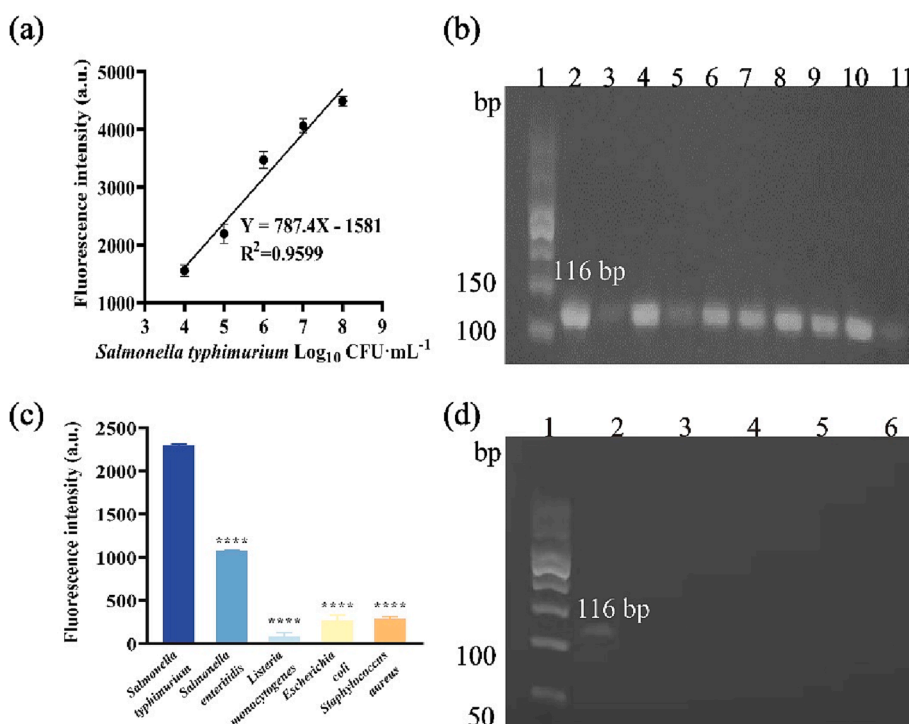 (a)
Fluorescence intensity (a.u.)
5000
4000
3000
2000
1000
Y = 787.4X - 1581
R²=0.9599
3 4 5 6 7 8 9
Salmonella typhimurium Log₁₀ CFU·mL⁻¹
(b)
1 2 3 4 5 6 7 8 9 10 11
bp
116 bp
150
100
(c)
Fluorescence intensity (a.u.)
2500
2000
1500
1000
500
0
****
****
****
****
Salmonella
typhimurium
Salmonella
enteritidis
Listeria
monacytogenes
Escherichia
coli
Staphylococcus
aureus
(d)
1 2 3 4 5 6
bp
116 bp
100
50